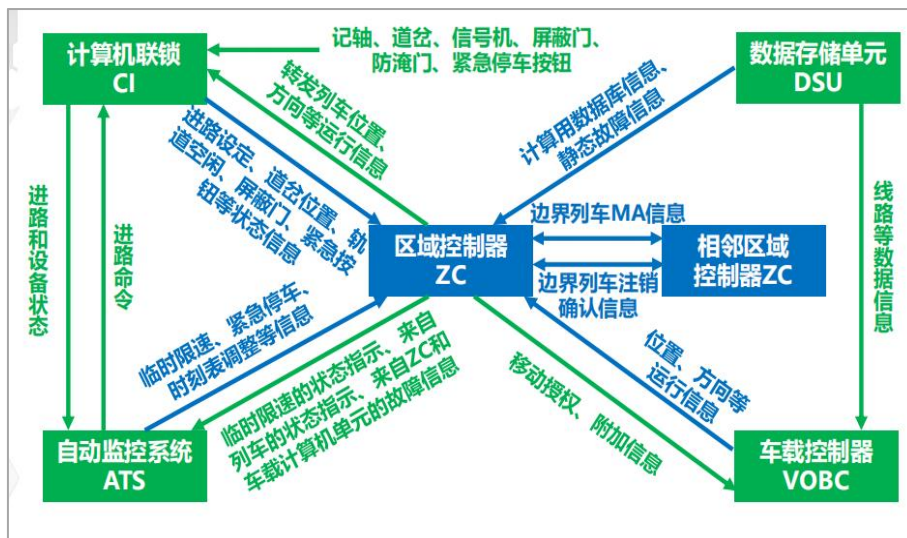 计算机联锁
CI
记轴、道岔、信号机、屏蔽门、
防淹门、紧急停车按钮
数据存储单元
DSU
转发列车位置、
方向等运行信息
进路设定、道岔位置、轨
道空闲、屏蔽门、紧急按
钮等状态信息
计算用数据库信息、
静态故障信息
进路和设备状态
进路命令
区域控制器
ZC
边界列车MA信息
边界列车注销
确认信息
相邻区域
控制器ZC
线路等数据信息
临时限速、紧急停车、
时刻表调整等信息
临时限速的状态指示、来自
列车的状态指示、来自ZC和
车载计算机单元的故障信息
移动授权、附加信息
位置、方向等
运行信息
自动监控系统
ATS
车载控制器
VOBC